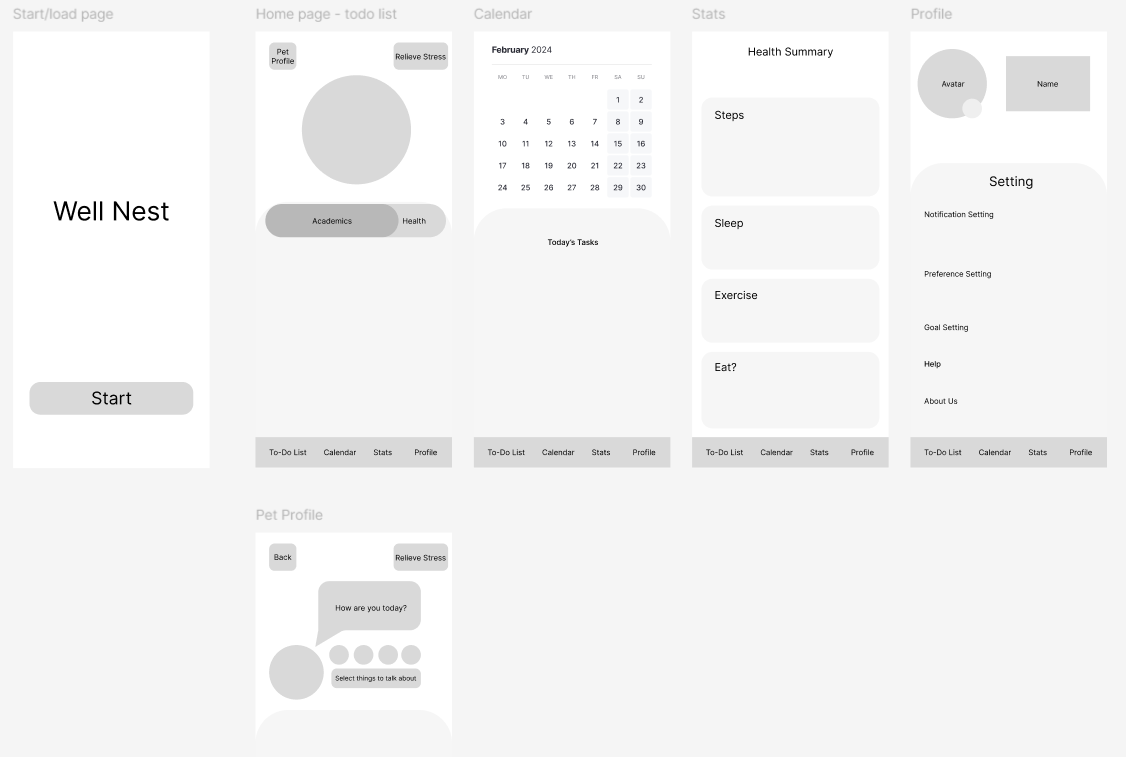 Start/load page
Well Nest
Start
Home page - todo list
Pet
Profile
Relieve Stress
Academics
Health
To-Do List Calendar Stats Profile
Calendar
February 2024
MO TU WE TH FR SA SU
1 2
3 4 5 6 7 8 9
10 11 12 13 14 15 16
17 18 19 20 21 22 23
24 25 26 27 28 29 30
Today's Tasks
To-Do List Calendar Stats Profile
Stats
Health Summary
Steps
Sleep
Exercise
Eat?
To-Do List Calendar Stats Profile
Profile
Avatar
Name
Setting
Notification Setting
Preference Setting
Goal Setting
Help
About Us
To-Do List Calendar Stats Profile
Pet Profile
Back
Relieve Stress
How are you today?
Select things to talk about